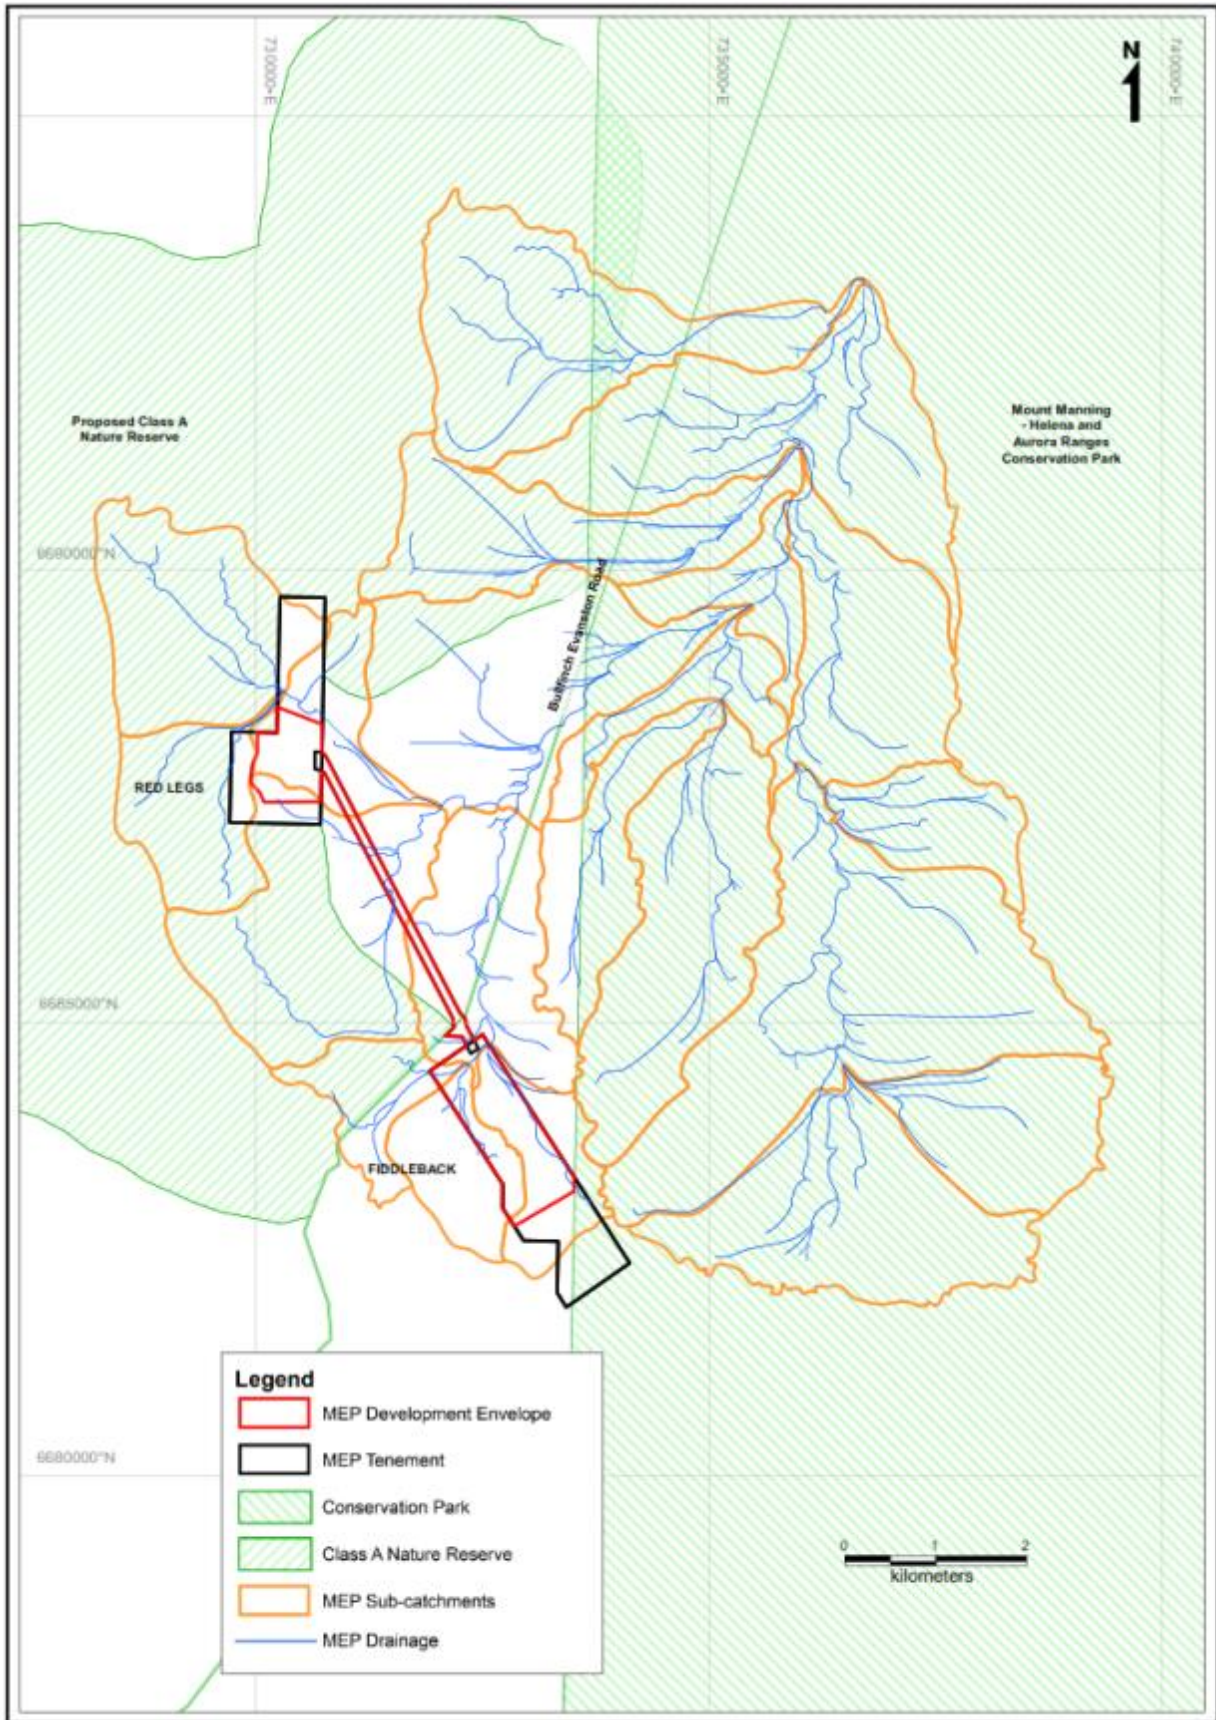 730000mE
735000mE
740000mE
N
Proposed Class A
Nature Reserve
Mount Manning
- Helena and
Aurora Ranges
Conservation Park
6690000mN
Bullfinch Evanston Road
RED LEGS
6685000mN
FIDDLEBACK
Legend
MEP Development Envelope
MEP Tenement
6680000mN
Conservation Park
Class A Nature Reserve
MEP Sub-catchments
MEP Drainage
0 1 2
kilometers